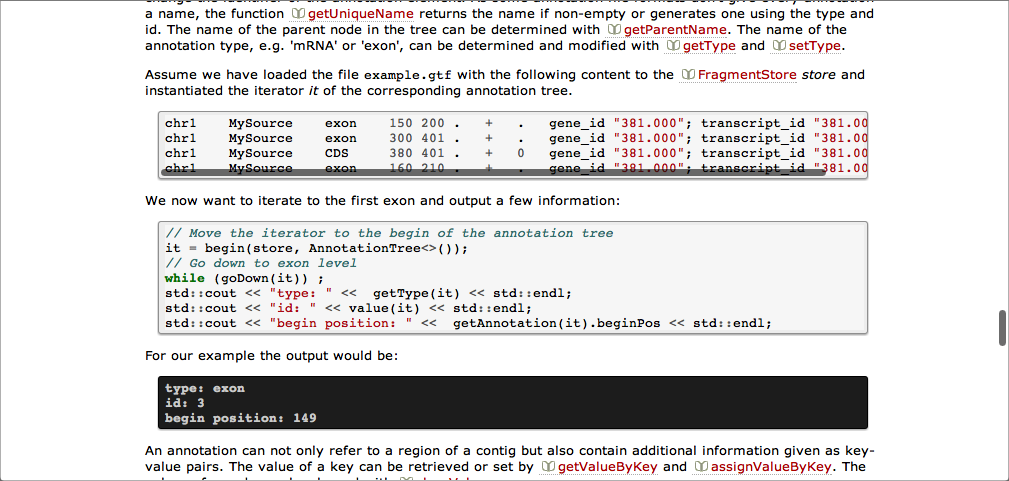 a name, the function getUniqueName returns the name if non-empty or generates one using the type and
id. The name of the parent node in the tree can be determined with getParentName. The name of the
annotation type, e.g. 'mRNA' or 'exon', can be determined and modified with getType and setType.
Assume we have loaded the file example.gtf with the following content to the FragmentStore store and
instantiated the iterator it of the corresponding annotation tree.
chr1 MySource exon 150 200 . + . gene_id "381.000"; transcript_id "381.00
chr1 MySource exon 300 401 . + . gene_id "381.000"; transcript_id "381.00
chr1 MySource CDS 380 401 . + 0 gene_id "381.000"; transcript_id "381.00
chr1 MySource exon 160 210 . + . gene_id "381.000"; transcript_id "381.00
We now want to iterate to the first exon and output a few information:
// Move the iterator to the begin of the annotation tree
it = begin(store, AnnotationTree<>());
// Go down to exon level
while (goDown(it)) ;
std::cout << "type: " << getType(it) << std::endl;
std::cout << "id: " << value(it) << std::endl;
std::cout << "begin position: " << getAnnotation(it).beginPos << std::endl;
For our example the output would be:
type: exon
id: 3
begin position: 149
An annotation can not only refer to a region of a contig but also contain additional information given as key-
value pairs. The value of a key can be retrieved or set by getValueByKey and assignValueByKey. The